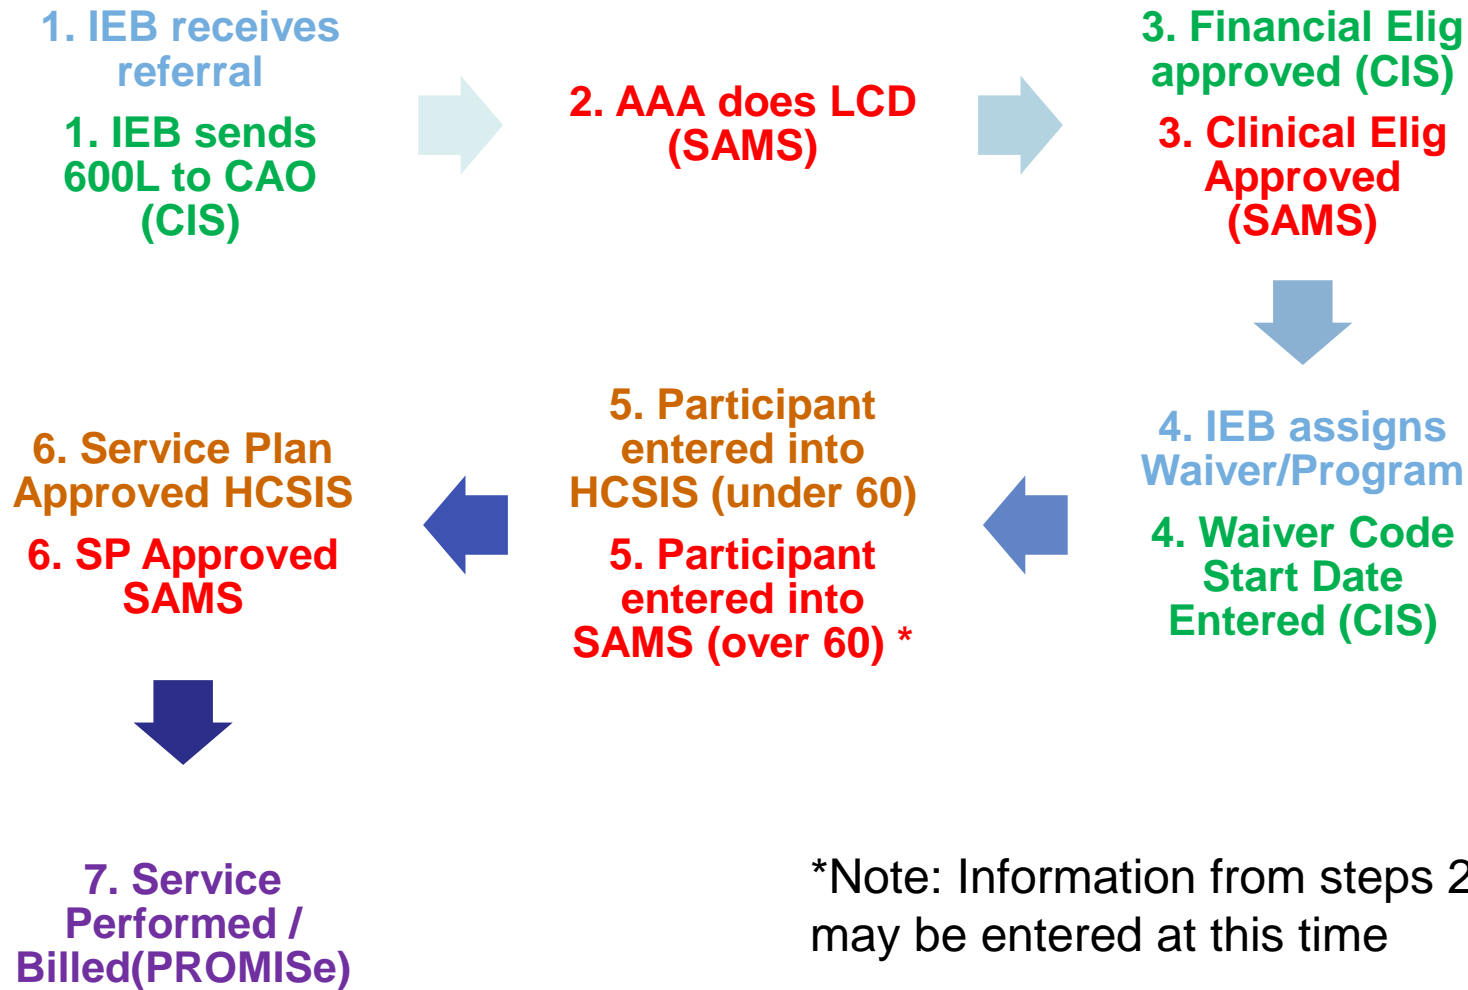 1. IEB receives
referral
1. IEB sends
600L to CAO
(CIS)
2. AAA does LCD
(SAMS)
3. Financial Elig
approved (CIS)
3. Clinical Elig
Approved
(SAMS)
4. IEB assigns
Waiver/Program
4. Waiver Code
Start Date
Entered (CIS)
5. Participant
entered into
HCSIS (under 60)
5. Participant
entered into
SAMS (over 60) *
6. Service Plan
Approved HCSIS
6. SP Approved
SAMS
7. Service
Performed /
Billed(PROMISe)
*Note: Information from steps 2
may be entered at this time